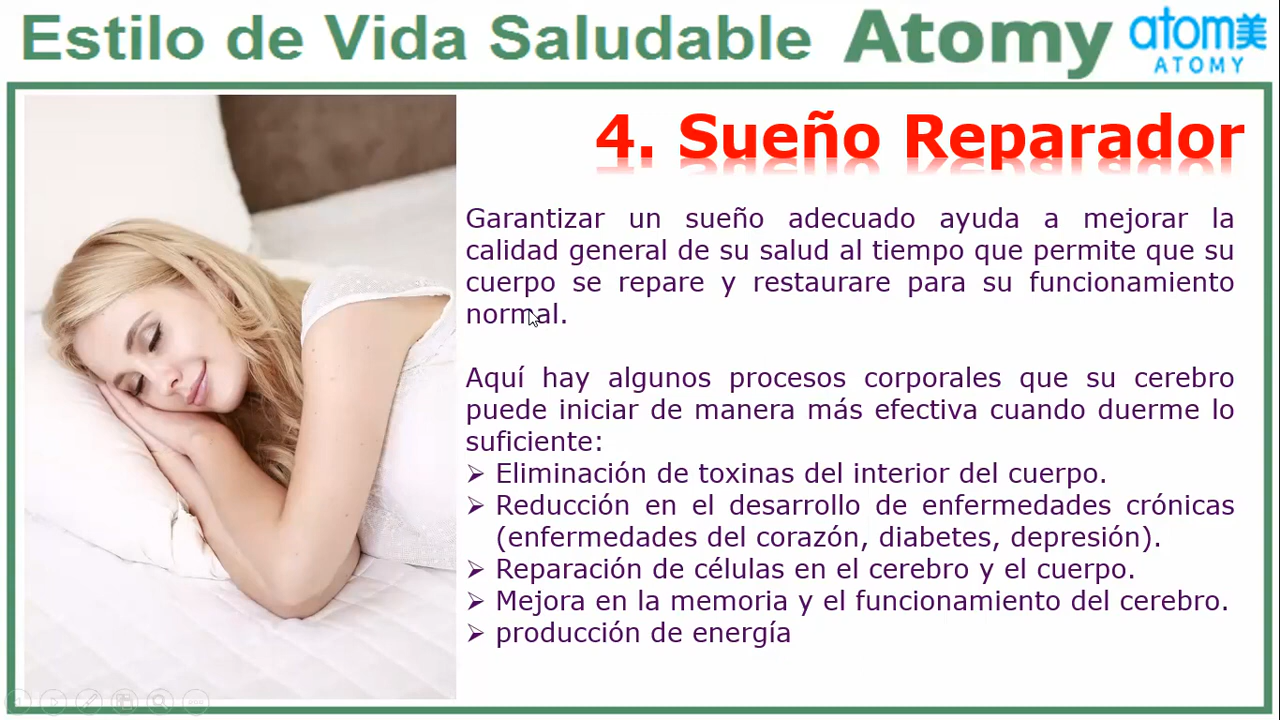 Estilo de Vida Saludable Atomy
atom美
ATOMY
4. Sueño Reparador
Garantizar un sueño adecuado ayuda a mejorar la
calidad general de su salud al tiempo que permite que su
cuerpo se repare y restaurare para su funcionamiento
normal.
Aquí hay algunos procesos corporales que su cerebro
puede iniciar de manera más efectiva cuando duerme lo
suficiente:
➢ Eliminación de toxinas del interior del cuerpo.
➢ Reducción en el desarrollo de enfermedades crónicas
(enfermedades del corazón, diabetes, depresión).
➢ Reparación de células en el cerebro y el cuerpo.
➢ Mejora en la memoria y el funcionamiento del cerebro.
➢ producción de energía